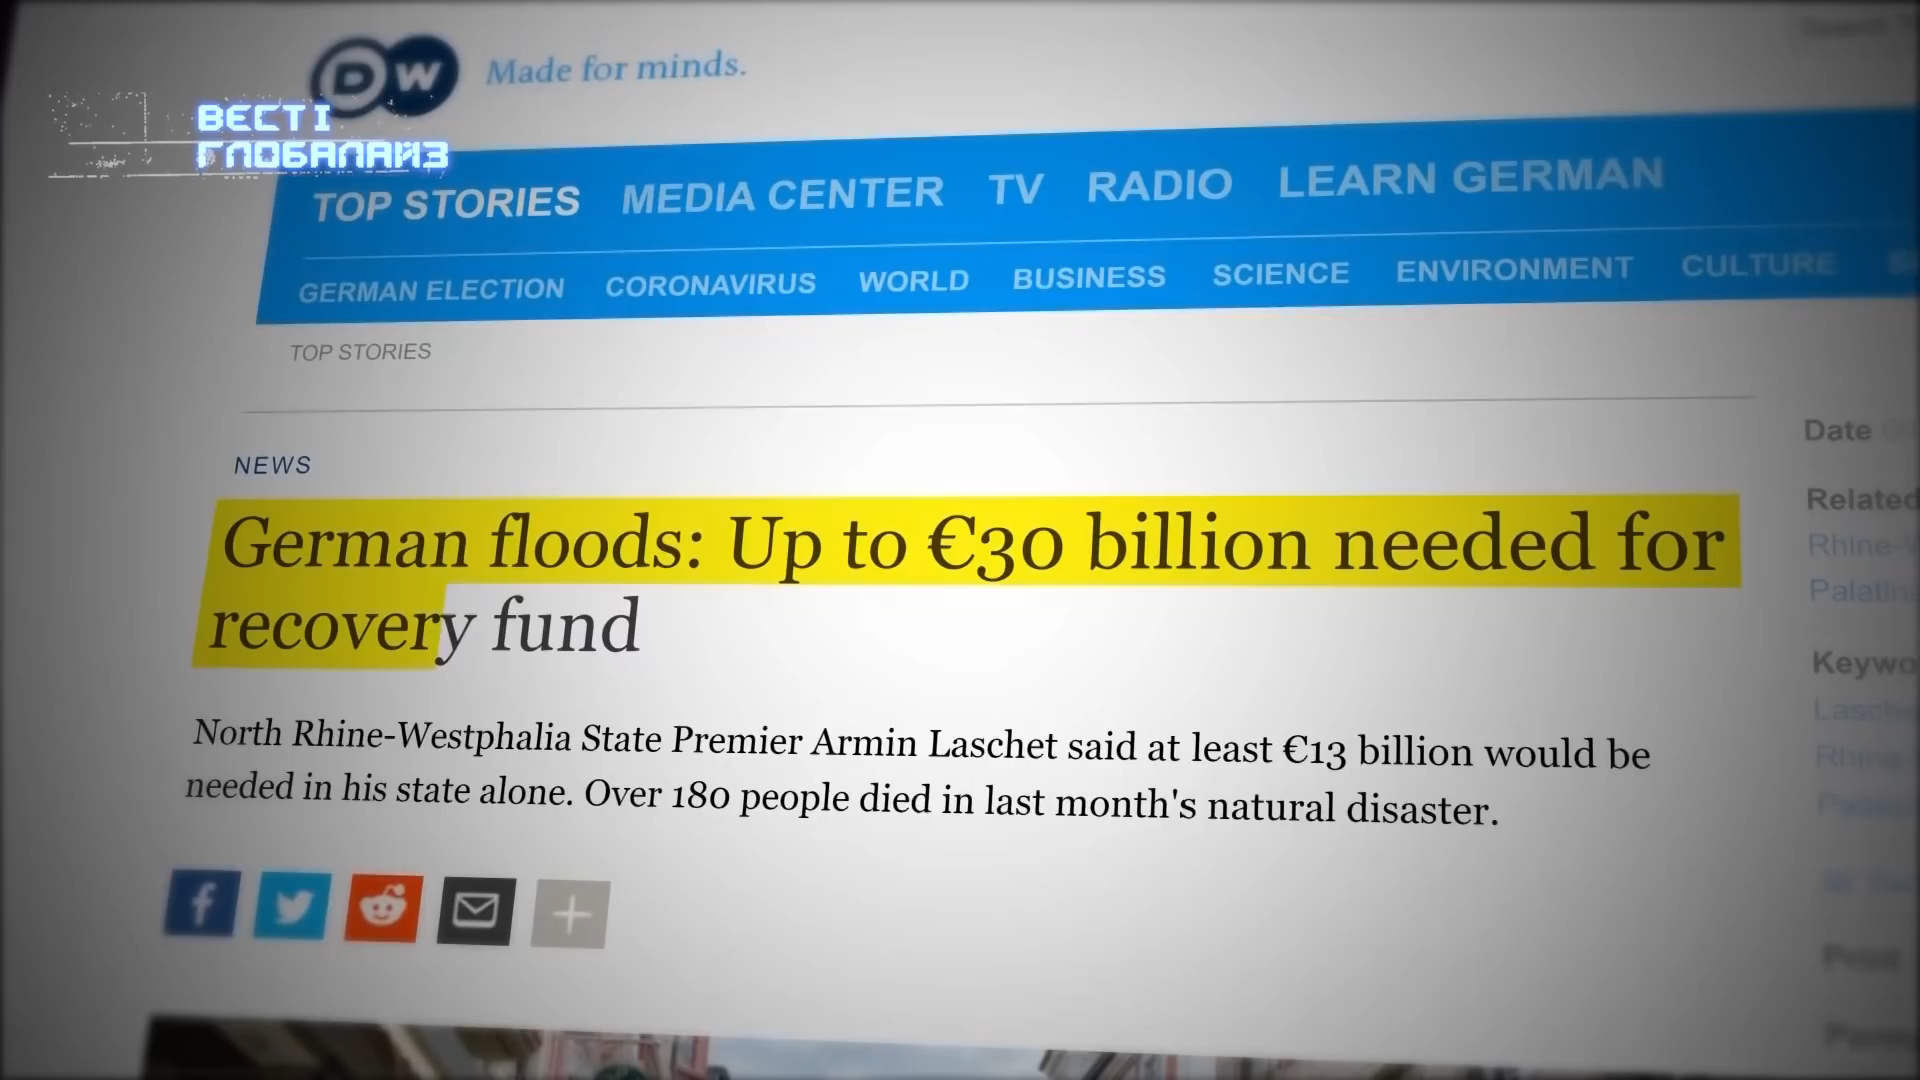 DW Made for minds.
ВЕСТІ
ГЛОБАЛАЙЗ
TOP STORIES MEDIA CENTER TV RADIO LEARN GERMAN
GERMAN ELECTION CORONAVIRUS WORLD BUSINESS SCIENCE ENVIRONMENT CULTURE
TOP STORIES
Date
NEWS
Related
German floods: Up to €30 billion needed for
recovery fund
North Rhine-Westphalia State Premier Armin Laschet said at least €13 billion would be
needed in his state alone. Over 180 people died in last month's natural disaster.
Print